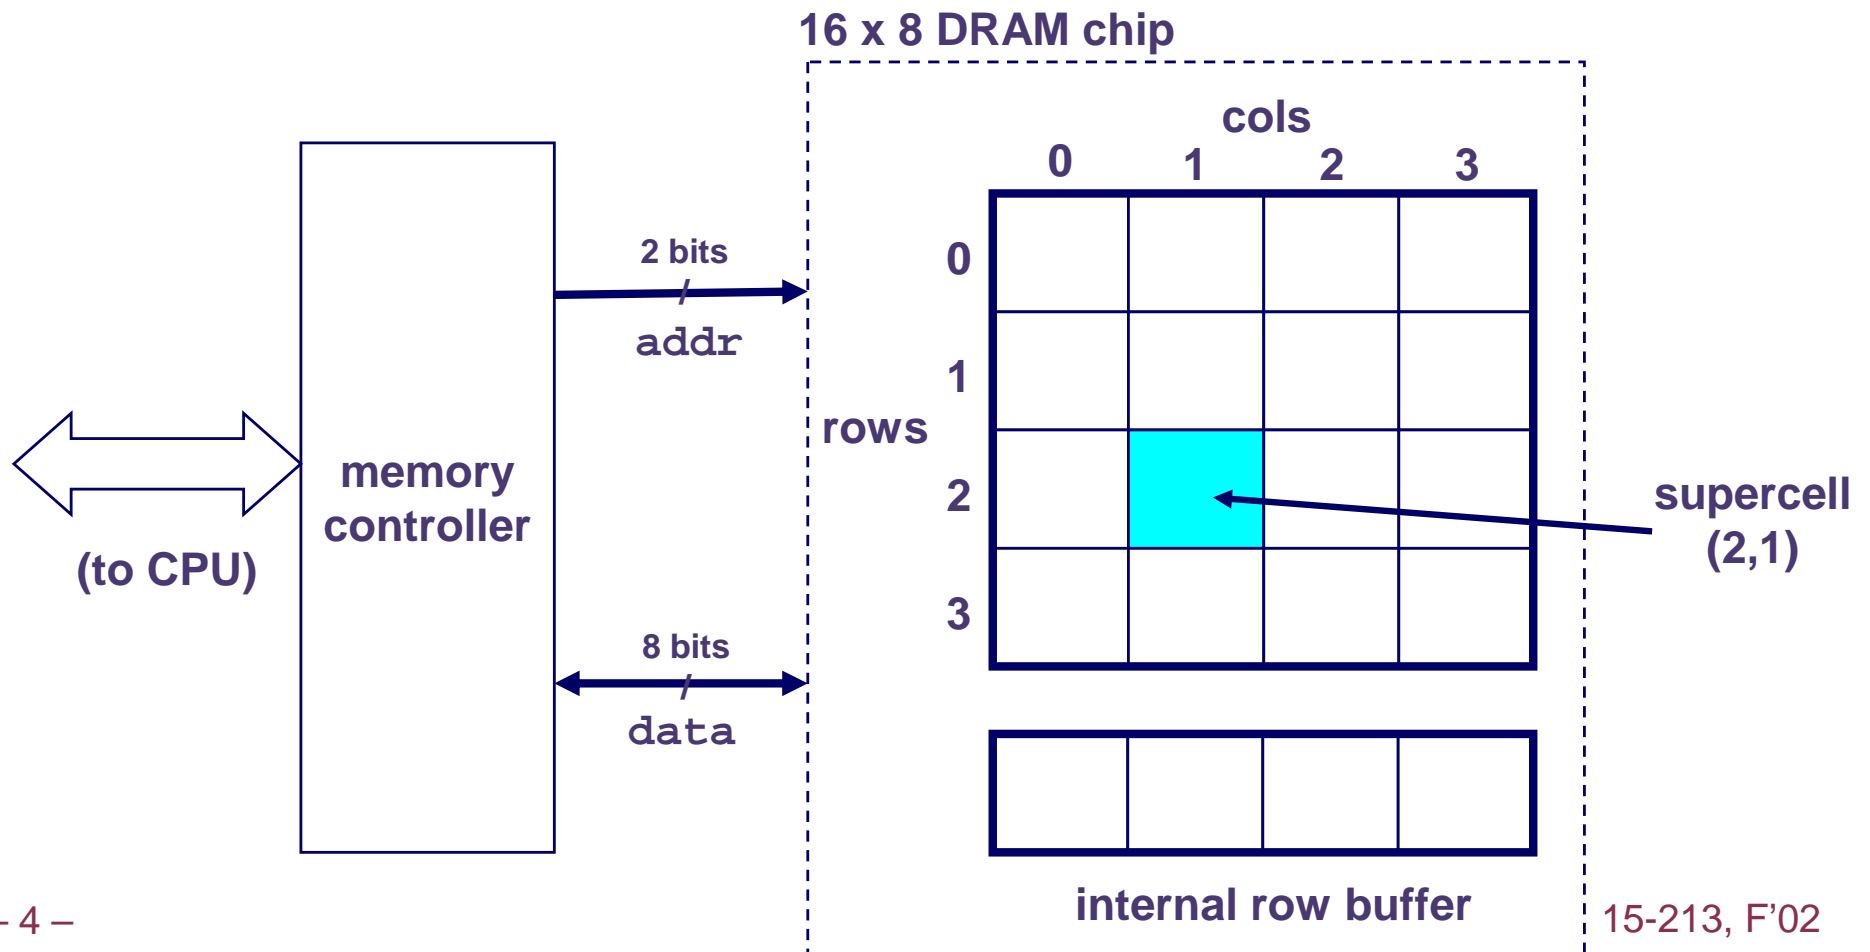 16 x 8 DRAM chip
cols
0 1 2 3
0
1
rows
2
3
2 bits
/
addr
memory
controller
(to CPU)
8 bits
/
data
supercell
(2,1)
internal row buffer
– 4 –
15-213, F’02